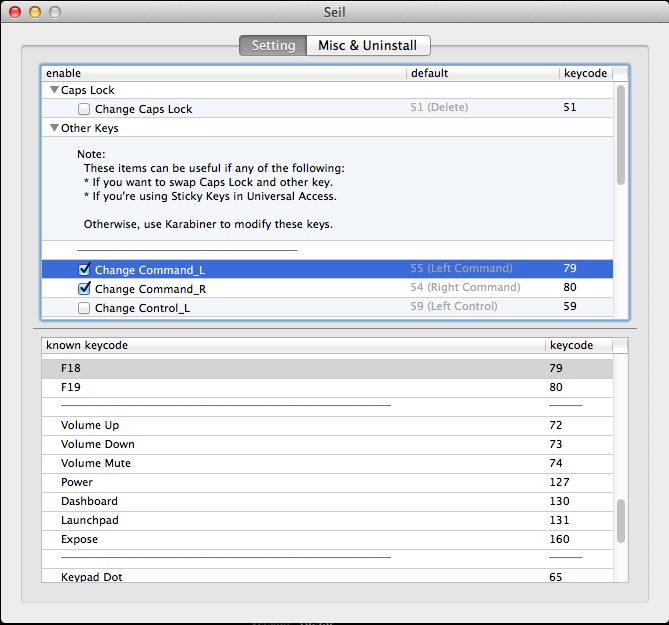 Seil
Setting Misc & Uninstall
enable default keycode
Caps Lock
Change Caps Lock 51 (Delete) 51
Other Keys
Note:
These items can be useful if any of the following:
* If you want to swap Caps Lock and other key.
* If you're using Sticky Keys in Universal Access.
Otherwise, use Karabiner to modify these keys.
Change Command_L 55 (Left Command) 79
Change Command_R 54 (Right Command) 80
Change Control_L 59 (Left Control) 59
known keycode keycode
F18 79
F19 80
Volume Up 72
Volume Down 73
Volume Mute 74
Power 127
Dashboard 130
Launchpad 131
Expose 160
Keypad Dot 65